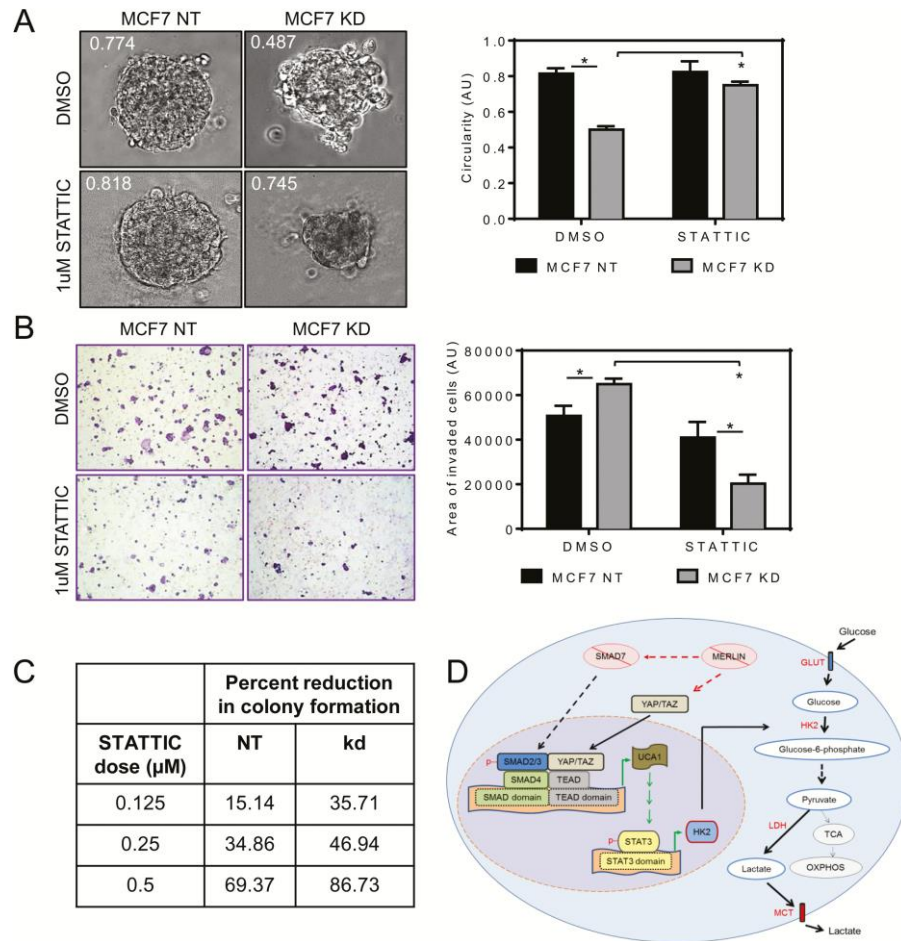 A
MCF7 NT MCF7 KD
DMSO
0.774
0.487
1uM STATTIC
0.818
0.745
Circularity (AU)
1.0
0.8
0.6
0.4
0.2
0.0
*
*
DMSO STATTIC
MCF7 NT MCF7 KD
B
MCF7 NT MCF7 KD
DMSO
1uM STATTIC
Area of invaded cells (AU)
80000
60000
40000
20000
0
*
*
*
DMSO STATTIC
MCF7 NT MCF7 KD
C
Percent reduction
in colony formation
STATTIC
dose (µM)
NT kd
0.125 15.14 35.71
0.25 34.86 46.94
0.5 69.37 86.73
D
SMAD7
MERLIN
YAP/TAZ
P
SMAD2/3
YAP/TAZ
SMAD4
TEAD
SMAD domain
TEAD domain
UCA1
P
STAT3
STAT3 domain
HK2
Glucose
GLUT
Glucose
HK2
Glucose-6-phosphate
Pyruvate
LDH
TCA
OXPHOS
Lactate
MCT
Lactate